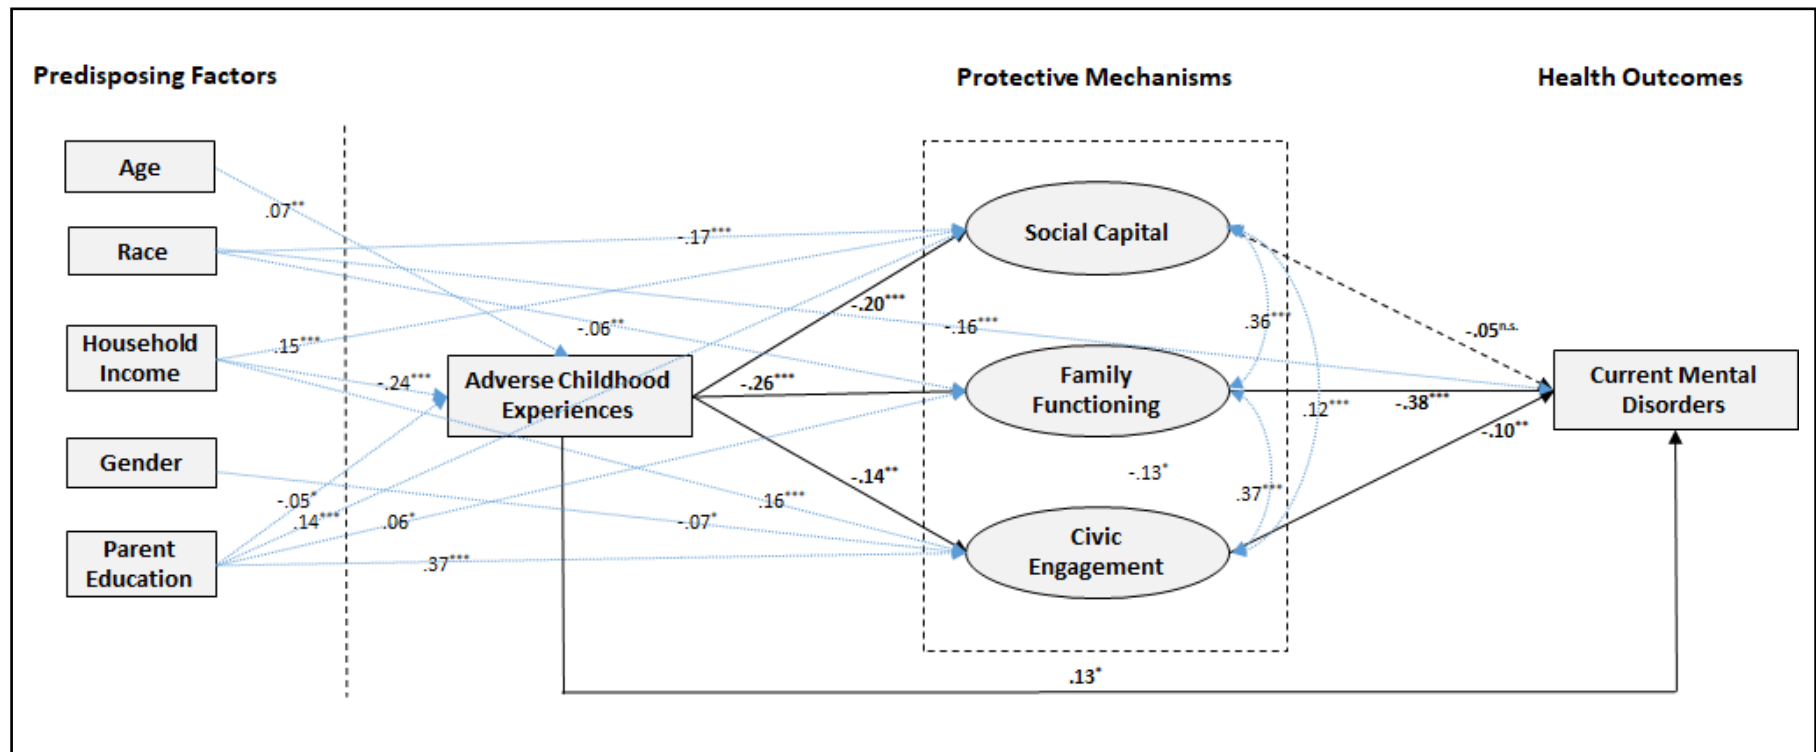 Predisposing Factors
Protective Mechanisms
Health Outcomes
Age
.07**
Race
-.17***
Social Capital
-.20***
-.06**
-.16***
.36***
-.05n.s.
Household
Income
.15***
-.24***
Adverse Childhood
Experiences
-.26***
Family
Functioning
.12***
-.38***
Current Mental
Disorders
-.10**
Gender
-.14**
-.13*
.37***
-.05*
.14***
.06*
-.07*
.16***
Parent
Education
.37***
Civic
Engagement
.13*